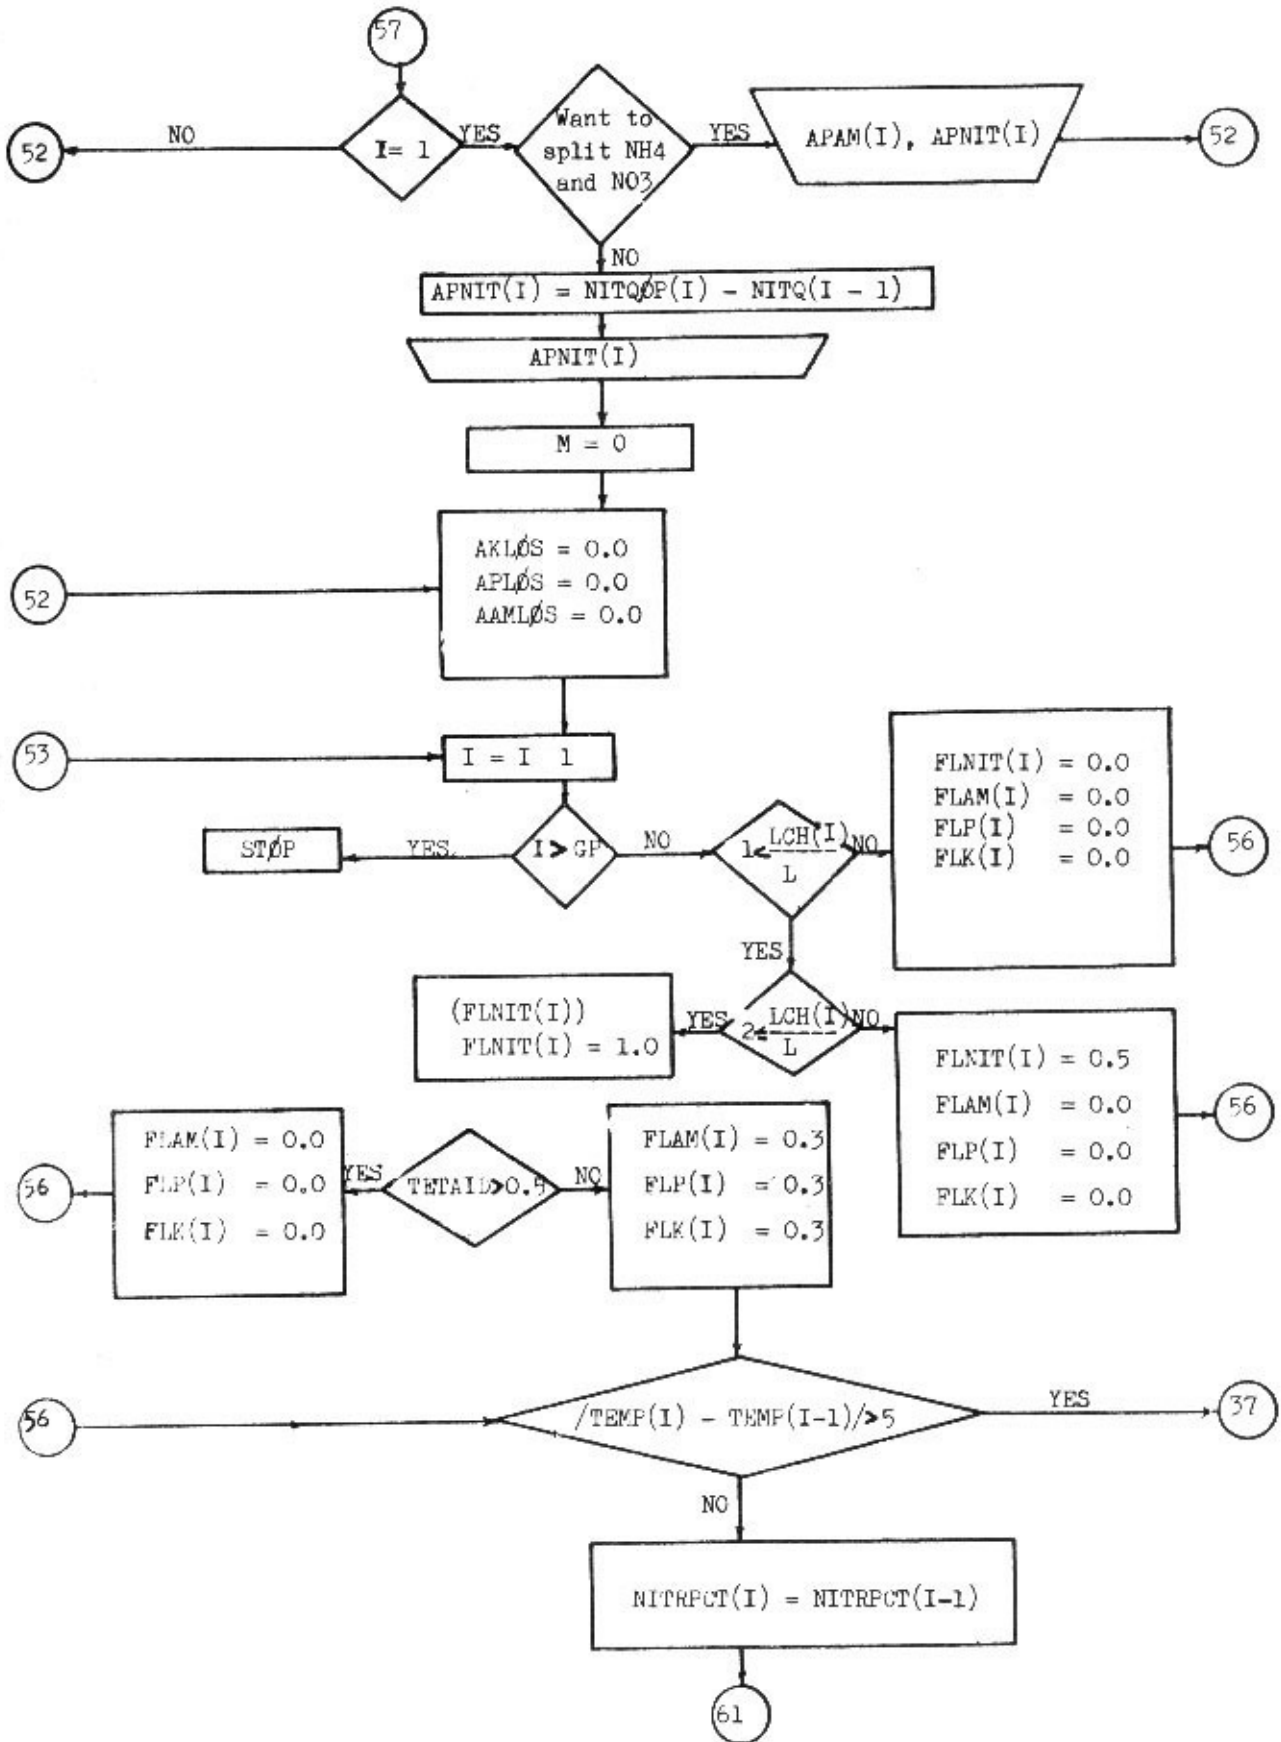 57
52
NO
I= 1
YES
Want to
split NH4
and NO3
YES
APAM(I), APNIT(I)
52
NO
APNIT(I) = NITQØP(I) - NITQ(I - 1)
APNIT(I)
M = 0
52
AKLØS = 0.0
APLØS = 0.0
AAMLØS = 0.0
53
I = I 1
STØP
YES
I > GP
NO
1≤ LCH(I)
L
NO
FLNIT(I) = 0.0
FLAM(I) = 0.0
FLP(I) = 0.0
FLK(I) = 0.0
56
YES
(FLNIT(I))
FLNIT(I) = 1.0
YES
2≤ LCH(I)
L
NO
FLNIT(I) = 0.5
FLAM(I) = 0.0
FLP(I) = 0.0
FLK(I) = 0.0
56
56
FLAM(I) = 0.0
FLP(I) = 0.0
FLK(I) = 0.0
YES
TETAID>0.5
NO
FLAM(I) = 0.3
FLP(I) = 0.3
FLK(I) = 0.3
56
/TEMP(I) - TEMP(I-1)/>5
YES
37
NO
NITRPCT(I) = NITRPCT(I-1)
61